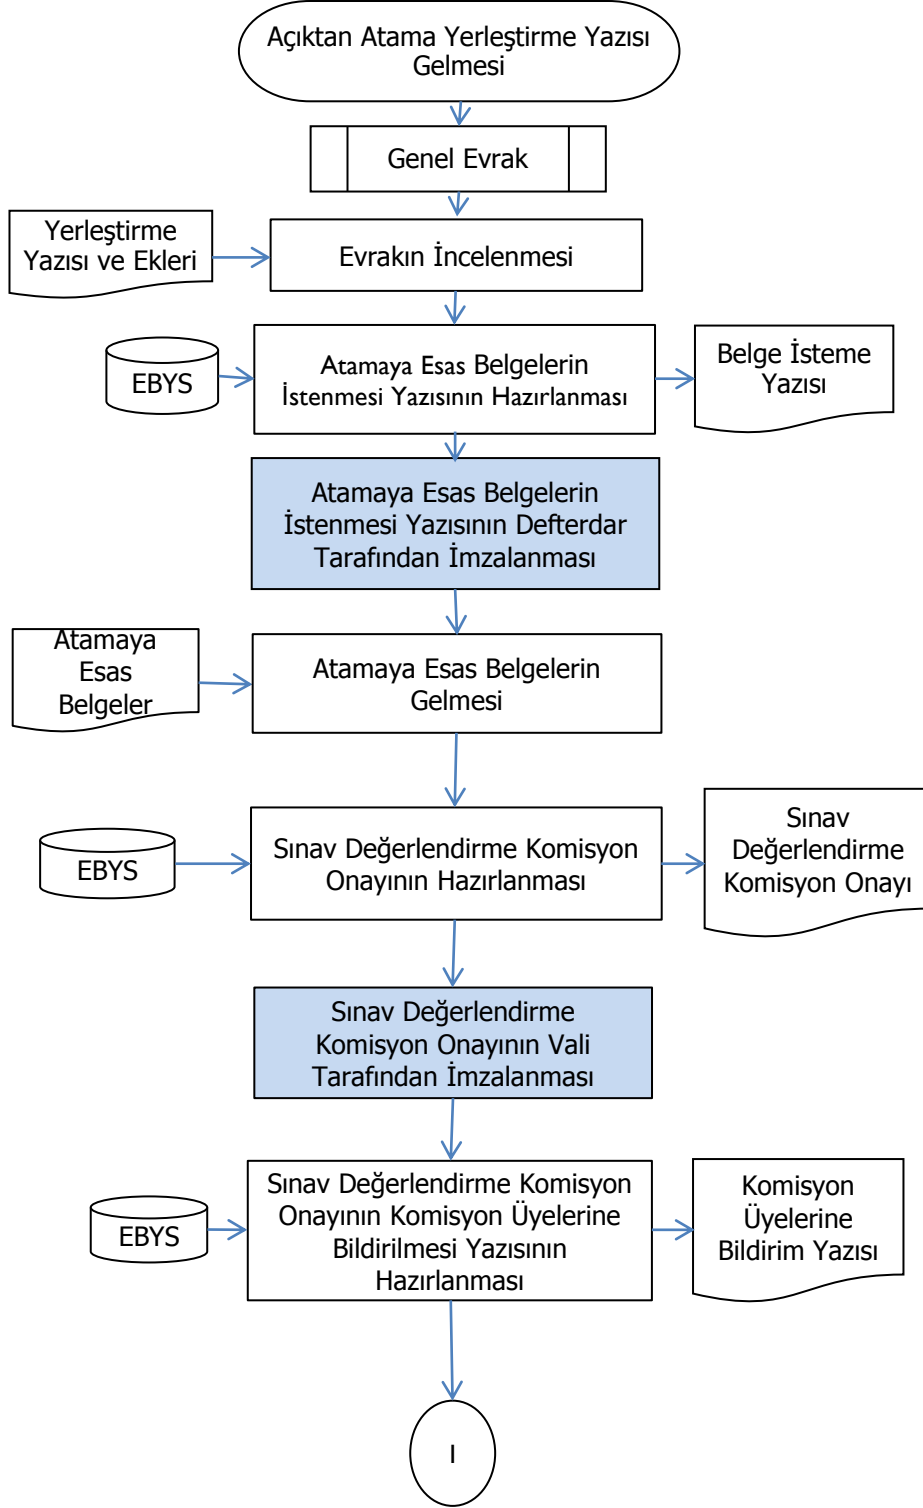 Açıktan Atama Yerleştirme Yazısı
Gelmesi
Genel Evrak
Yerleştirme
Yazısı ve Ekleri
Evrakın İncelenmesi
EBYS
Atamaya Esas Belgelerin
İstenmesi Yazısının Hazırlanması
Belge İsteme
Yazısı
Atamaya Esas Belgelerin
İstenmesi Yazısının Defterdar
Tarafından İmzalanması
Atamaya
Esas
Belgeler
Atamaya Esas Belgelerin
Gelmesi
EBYS
Sınav Değerlendirme Komisyon
Onayının Hazırlanması
Sınav
Değerlendirme
Komisyon Onayı
Sınav Değerlendirme
Komisyon Onayının Vali
Tarafından İmzalanması
EBYS
Sınav Değerlendirme Komisyon
Onayının Komisyon Üyelerine
Bildirilmesi Yazısının
Hazırlanması
Komisyon
Üyelerine
Bildirim Yazısı
I